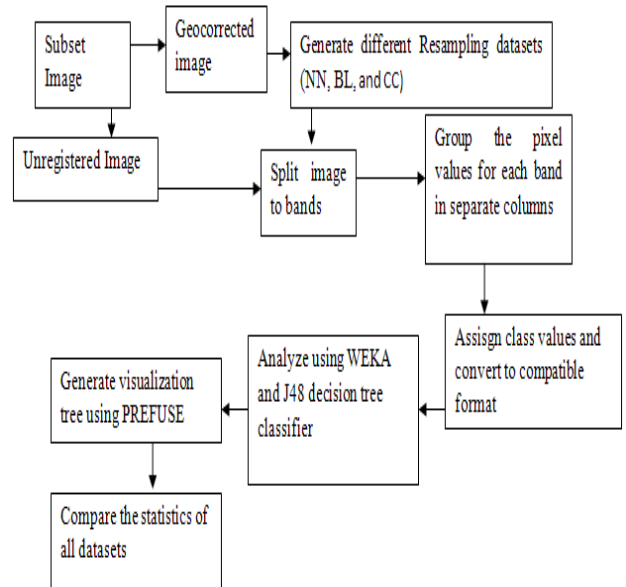 Subset
Image
Geocorrected
image
Generate different Resampling datasets
(NN, BL, and CC)
Unregistered Image
Split image
to bands
Group the pixel
values for each band
in separate columns
Assisgn class values and
convert to compatible
format
Analyze using WEKA
and J48 decision tree
classifier
Generate visualization
tree using PREFUSE
Compare the statistics of
all datasets